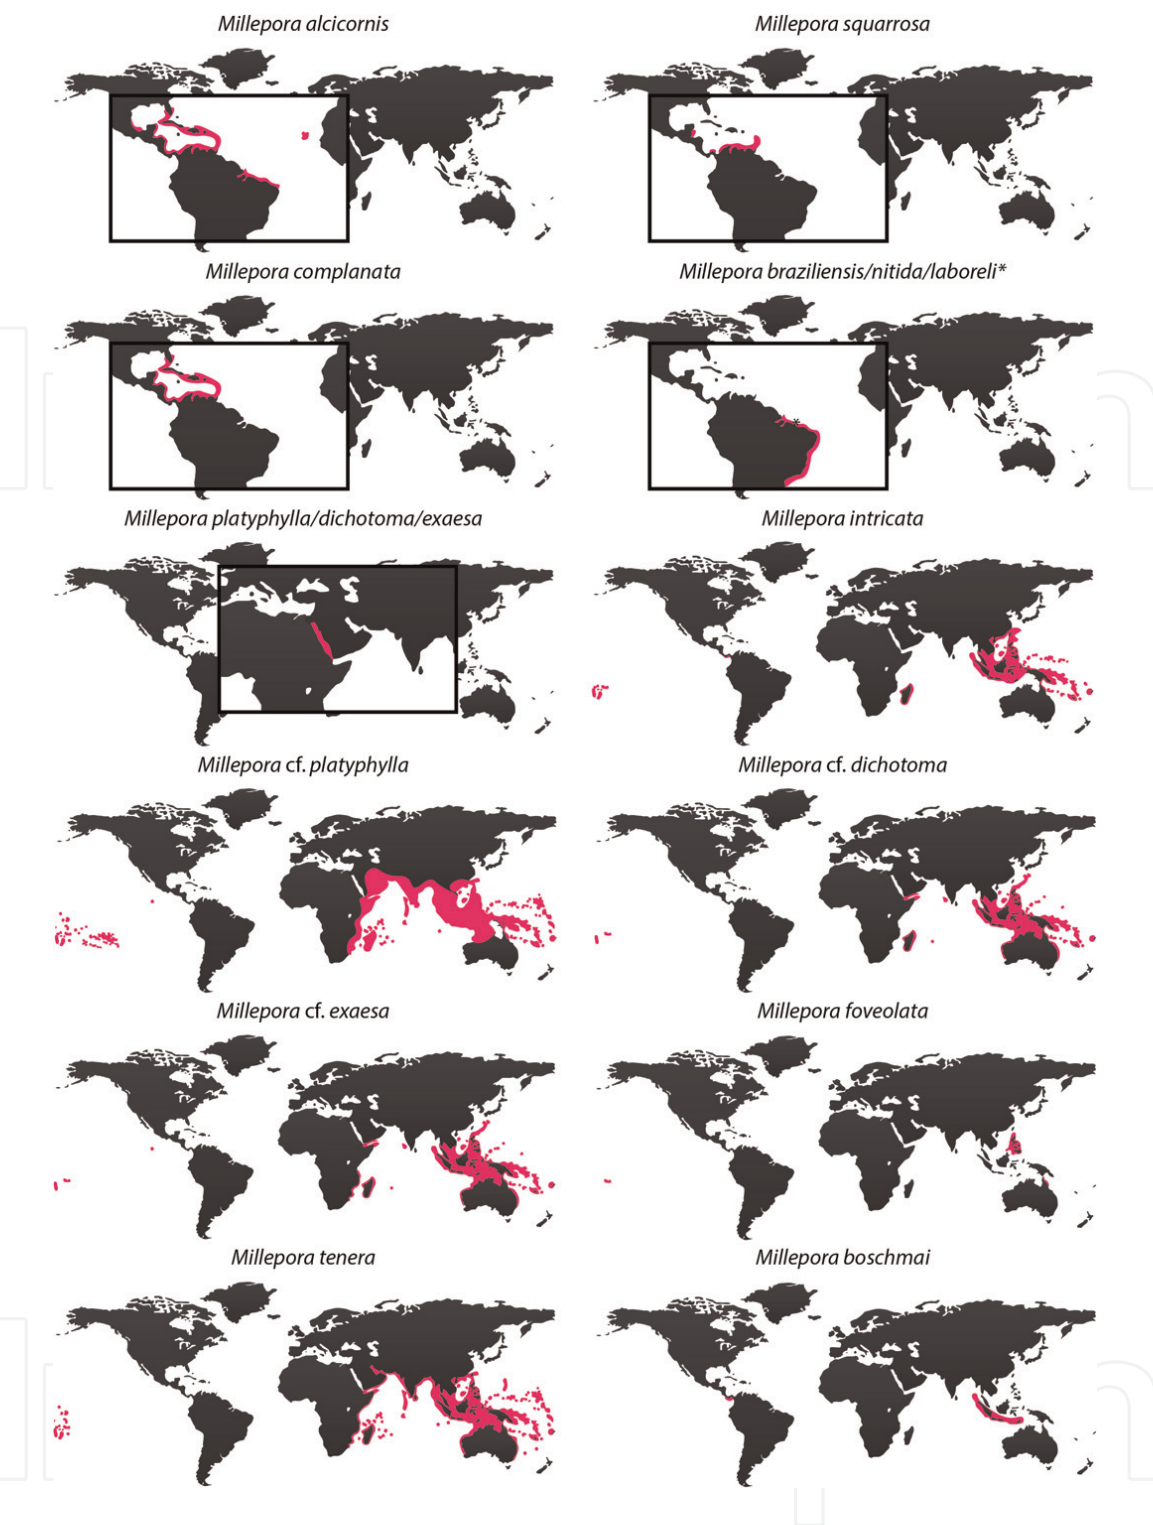 Millepora alcicornis
Millepora squarrosa
Millepora complanata
Millepora braziliensis/nitida/laboreli*
*
Millepora platyphylla/dichotoma/exaesa
Millepora intricata
Millepora cf. platyphylla
Millepora cf. dichotoma
Millepora cf. exaesa
Millepora foveolata
Millepora tenera
Millepora boschmai